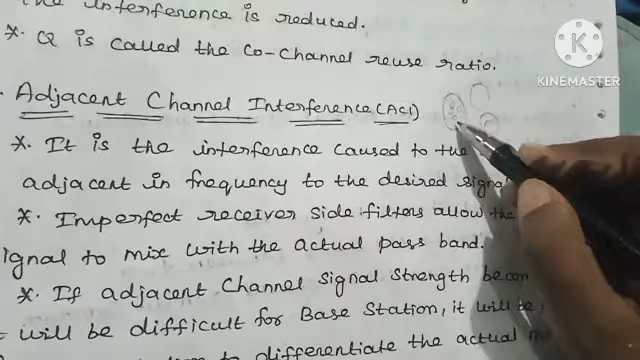 the interference is reduced.
*. Q is called the Co-Channel reuse ratio.
KINEMASTER
Adjacent Channel Interference (ACI)
*. It is the interference caused to the
adjacent in frequency to the desired signal
*. Imperfect receiver side filters allow the
signal to mix with the actual pass band.
*. If adjacent channel signal strength becom
it will be difficult for Base Station, it will be
to differentiate the actual